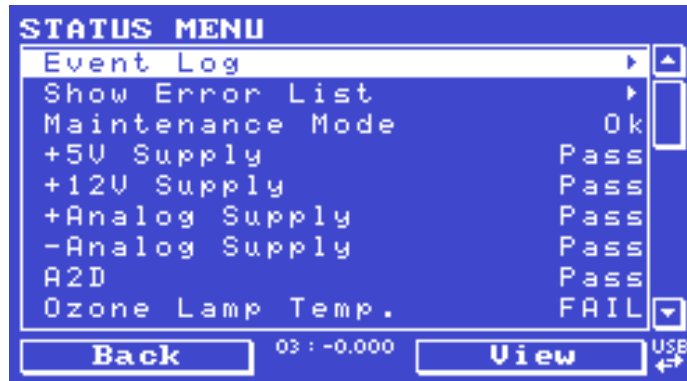 STATUS MENU
Event Log
Show Error List
Maintenance Mode Ok
+5V Supply Pass
+12V Supply Pass
+Analog Supply Pass
-Analog Supply Pass
A2D Pass
Ozone Lamp Temp. FAIL
Back O3 : -0.000 View USB